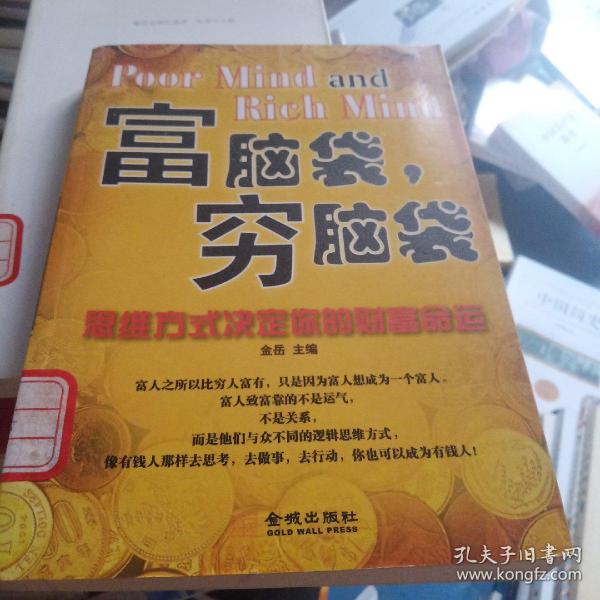 Poor Mind and
Rich Mind
富脑袋，
穷脑袋
思维方式决定你的财富命运
金岳 主编
富人之所以比穷人富有，只是因为富人想成为一个富人。
富人致富靠的不是运气，
不是关系，
而是他们与众不同的逻辑思维方式，
像有钱人那样去思考，去做事，去行动，你也可以成为有钱人！
金城出版社
GOLD WALL PRESS
中国简史
10
1994
孔夫子旧书网
www.kongfz.com